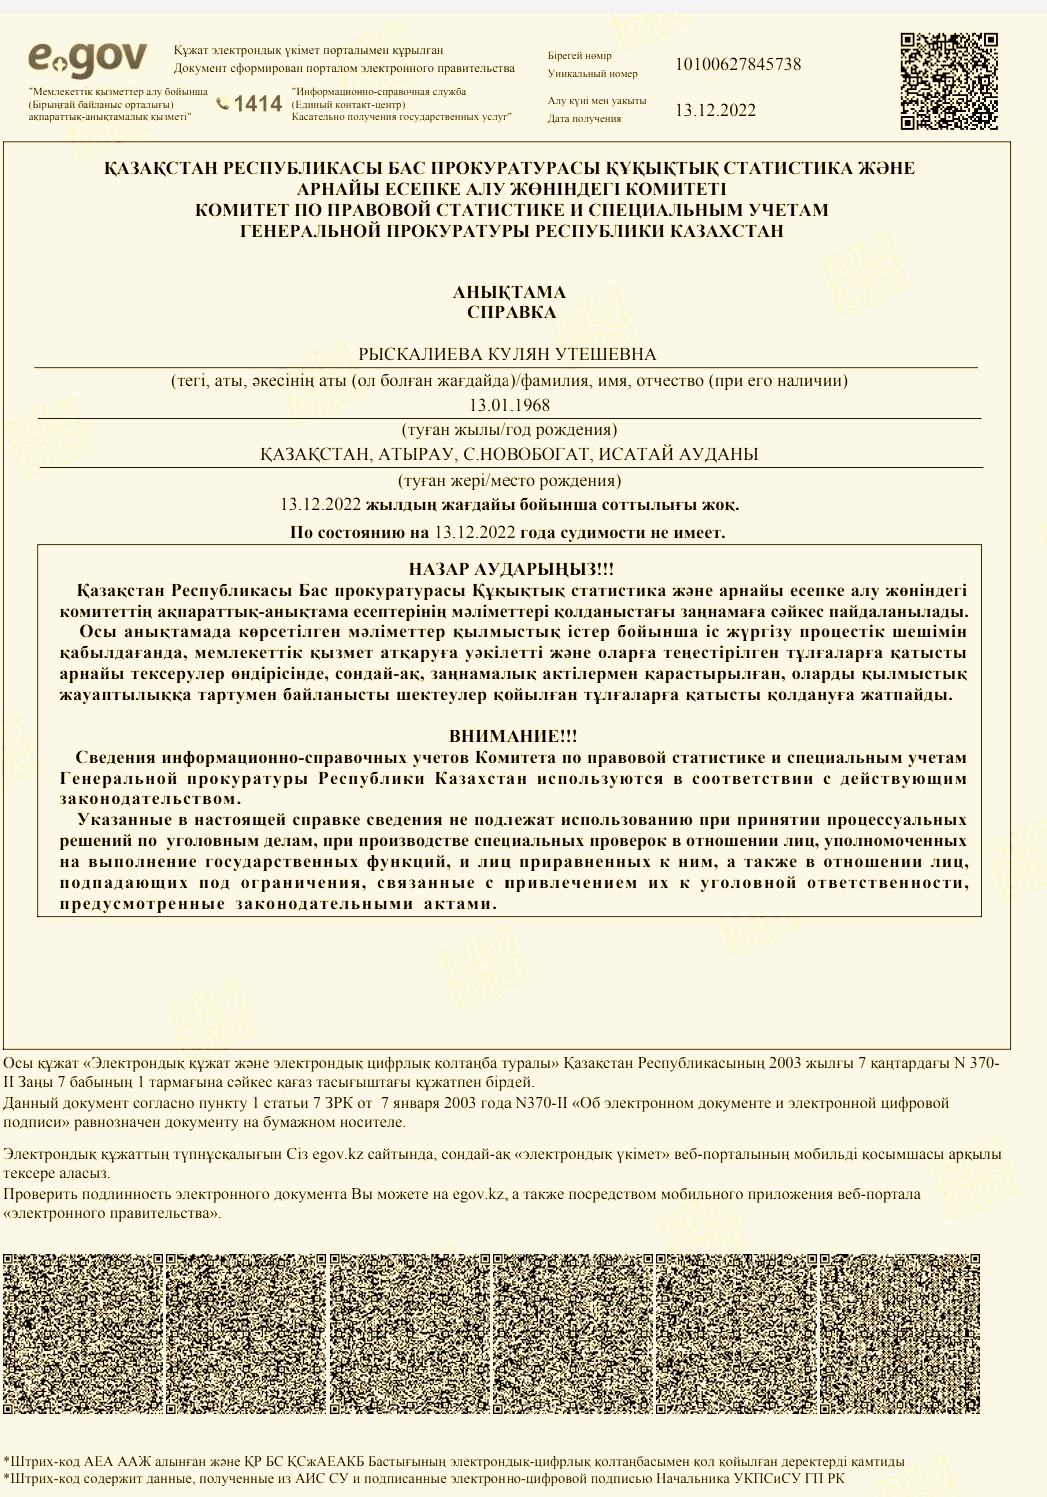 e.gov
Құжат электрондық үкімет порталымен құрылған
Документ сформирован порталом электронного правительства
"Мемлекеттік қызметтер алу бойынша
(Бірыңғай байланыс орталығы)
ақпараттық-анықтамалық қызметі"
1414
"Информационно-справочная служба
(Единый контакт-центр)
Касательно получения государственных услуг"
Бірегей нөмір
Уникальный номер
10100627845738
Алу күні мен уақыты
Дата получения
13.12.2022
ҚАЗАҚСТАН РЕСПУБЛИКАСЫ БАС ПРОКУРАТУРАСЫ ҚҰҚЫҚТЫҚ СТАТИСТИКА ЖӘНЕ
АРНАЙЫ ЕСЕПКЕ АЛУ ЖӨНІНДЕГІ КОМИТЕТІ
КОМИТЕТ ПО ПРАВОВОЙ СТАТИСТИКЕ И СПЕЦИАЛЬНЫМ УЧЕТАМ
ГЕНЕРАЛЬНОЙ ПРОКУРАТУРЫ РЕСПУБЛИКИ КАЗАХСТАН
АНЫҚТАМА
СПРАВКА
РЫСКАЛИЕВА КУЛЯН УТЕШЕВНА
(тегі, аты, әкесінің аты (ол болған жағдайда)/фамилия, имя, отчество (при его наличии)
13.01.1968
(туған жылы/год рождения)
ҚАЗАҚСТАН, АТЫРАУ, С.НОВОБОГАТ, ИСАТАЙ АУДАНЫ
(туған жері/место рождения)
13.12.2022 жылдың жағдайы бойынша соттылығы жоқ.
По состоянию на 13.12.2022 года судимости не имеет.
НАЗАР АУДАРЫҢЫЗ!!!
Қазақстан Республикасы Бас прокуратурасы Құқықтық статистика және арнайы есепке алу жөніндегі
комитеттің ақпараттық-анықтама есептерінің мәліметтері қолданыстағы заңнамаға сәйкес пайдаланылады.
Осы анықтамада көрсетілген мәліметтер қылмыстық істер бойынша іс жүргізу процестік шешімін
қабылдағанда, мемлекеттік қызмет атқаруға уәкілетті және оларға теңестірілген тұлғаларға қатысты
арнайы тексерулер өндірісінде, сондай-ақ, заңнамалық актілермен қарастырылған, оларды қылмыстық
жауаптылыққа тартумен байланысты шектеулер қойылған тұлғаларға қатысты қолдануға жатпайды.
ВНИМАНИЕ!!!
Сведения информационно-справочных учетов Комитета по правовой статистике и специальным учетам
Генеральной прокуратуры Республики Казахстан используются в соответствии с действующим
законодательством.
Указанные в настоящей справке сведения не подлежат использованию при принятии процессуальных
решений по уголовным делам, при производстве специальных проверок в отношении лиц, уполномоченных
на выполнение государственных функций, и лиц приравненных к ним, а также в отношении лиц,
подпадающих под ограничения, связанные с привлечением их к уголовной ответственности,
предусмотренные законодательными актами.
Осы құжат «Электрондық құжат және электрондық цифрлық қолтаңба туралы» Қазақстан Республикасының 2003 жылғы 7 қаңтардағы N 370-
II Заңы 7 бабының 1 тармағына сәйкес қағаз тасығыштағы құжатпен бірдей.
Данный документ согласно пункту 1 статьи 7 ЗРК от 7 января 2003 года N370-II «Об электронном документе и электронной цифровой
подписи» равнозначен документу на бумажном носителе.
Электрондық құжаттың түпнұсқалығын Сіз egov.kz сайтында, сондай-ақ «электрондық үкімет» веб-порталының мобильді қосымшасы арқылы
тексере аласыз.
Проверить подлинность электронного документа Вы можете на egov.kz, а также посредством мобильного приложения веб-портала
«электронного правительства».
*Штрих-код АЕА ААЖ алынған және ҚР БС ҚСжАЕАКБ Бастығының электрондық-цифрлық қолтаңбасымен қол қойылған деректерді қамтиды
*Штрих-код содержит данные, полученные из АИС СУ и подписанные электронно-цифровой подписью Начальника УКПСиСУ ГП РК